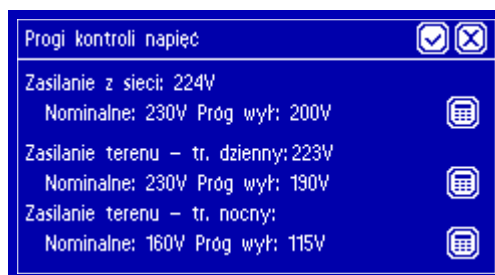 Progi kontroli napięć
Zasilanie z sieci: 224V
Nominalne: 230V Próg wył: 200V
Zasilanie terenu – tr. dzienny: 223V
Nominalne: 230V Próg wył: 190V
Zasilanie terenu – tr. nocny:
Nominalne: 160V Próg wył: 115V